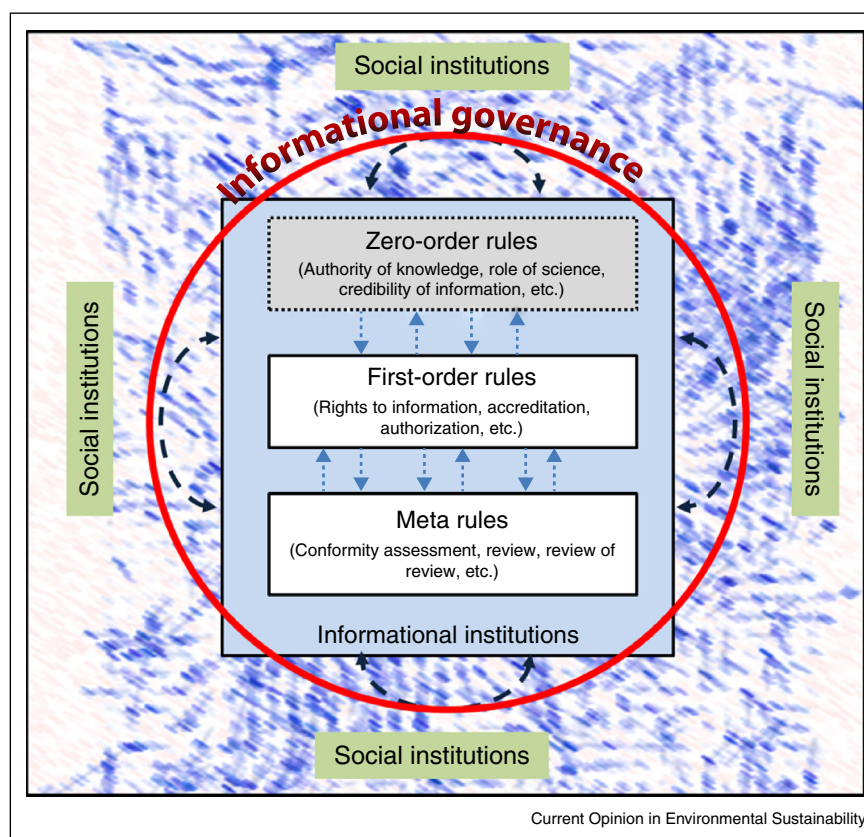 Social institutions
Informational governance
Zero-order rules
(Authority of knowledge, role of science,
credibility of information, etc.)
Social institutions
First-order rules
(Rights to information, accreditation,
authorization, etc.)
Social institutions
Meta rules
(Conformity assessment, review, review of
review, etc.)
Informational institutions
Social institutions
Current Opinion in Environmental Sustainability